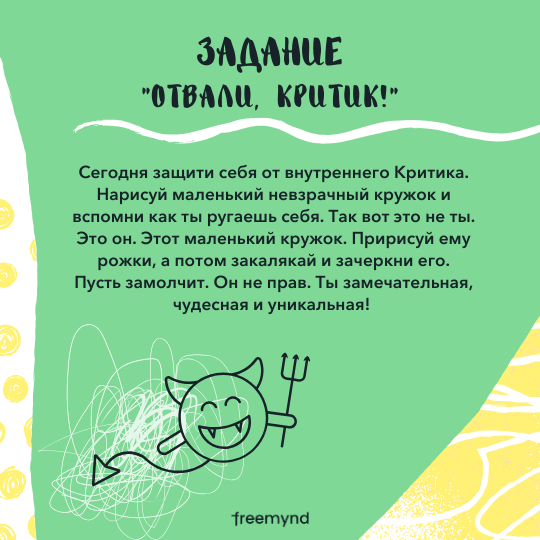 ЗАДАНИЕ
"ОТВАЛИ, КРИТИК!"
Сегодня защити себя от внутреннего Критика.
Нарисуй маленький невзрачный кружок и
вспомни как ты ругаешь себя. Так вот это не ты.
Это он. Этот маленький кружок. Пририсуй ему
рожки, а потом закалякай и зачеркни его.
Пусть замолчит. Он не прав. Ты замечательная,
чудесная и уникальная!
freemynd